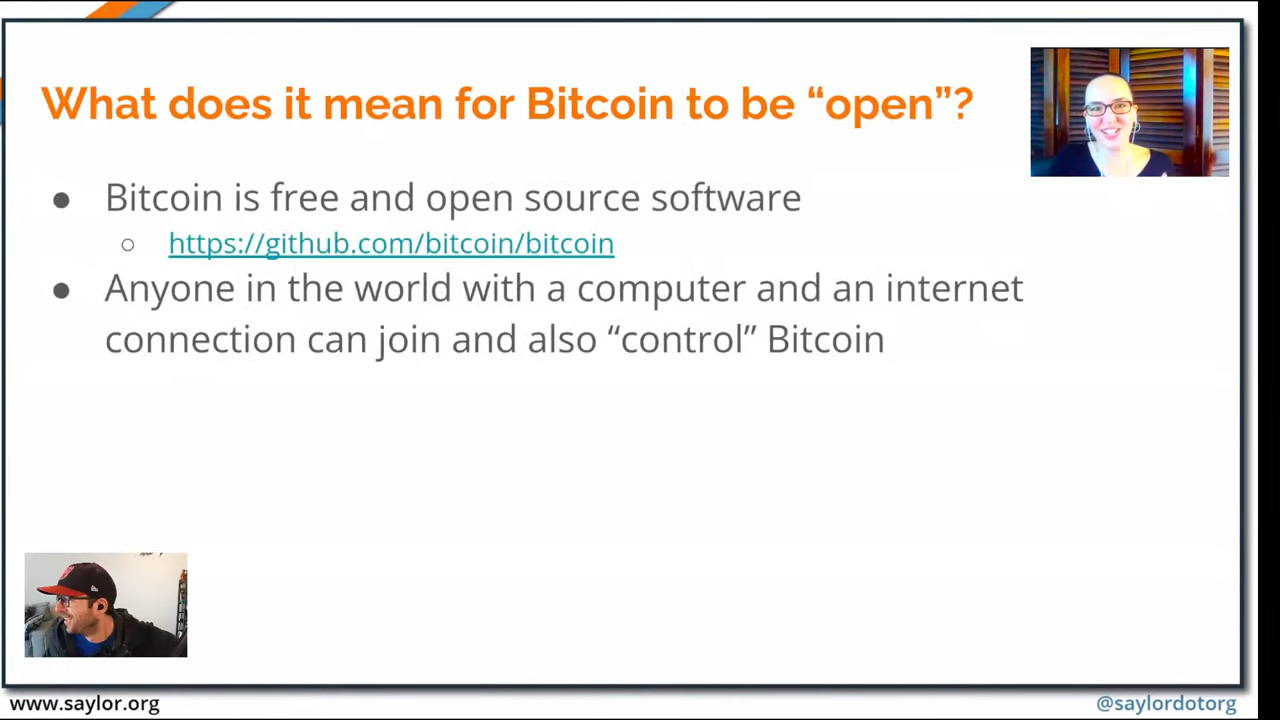 What does it mean for Bitcoin to be “open”?
● Bitcoin is free and open source software
○ https://github.com/bitcoin/bitcoin
● Anyone in the world with a computer and an internet
connection can join and also “control” Bitcoin
www.saylor.org
@saylordotorg